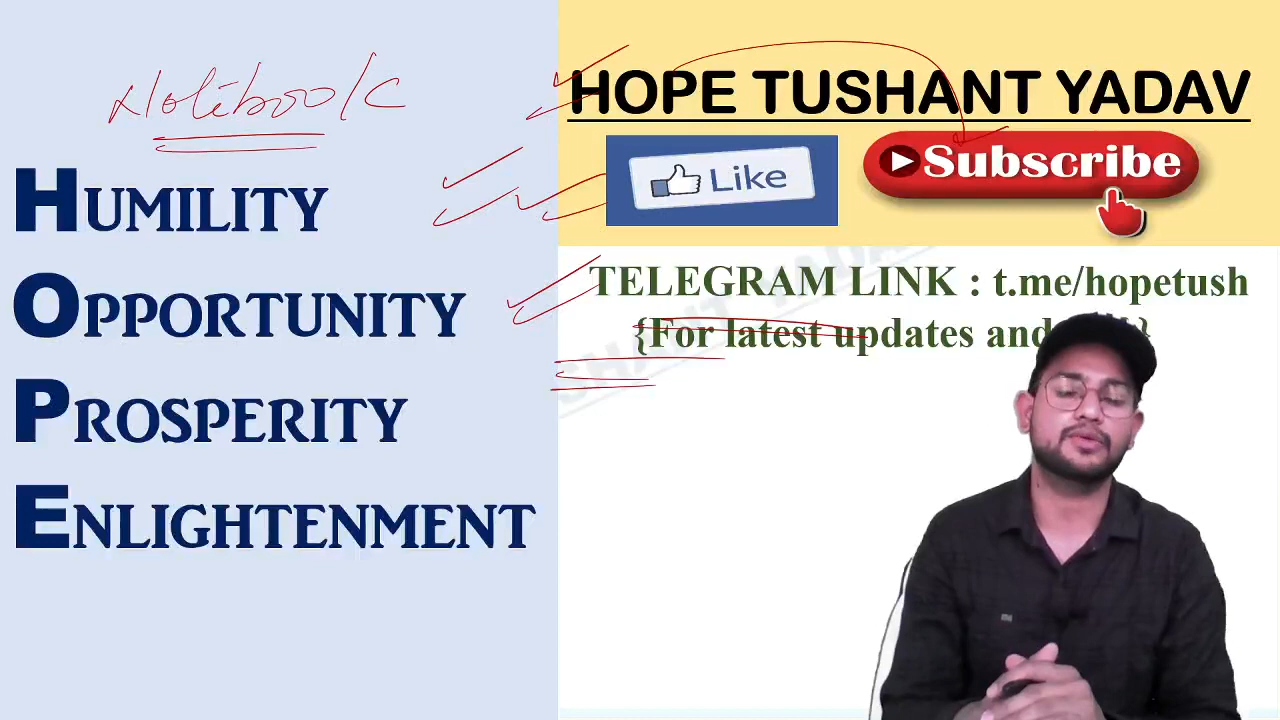 Notebook
HUMILITY
OPPORTUNITY
PROSPERITY
ENLIGHTENMENT
HOPE TUSHANT YADAV
Like
Subscribe
TELEGRAM LINK : t.me/hopetush
{For latest updates and }